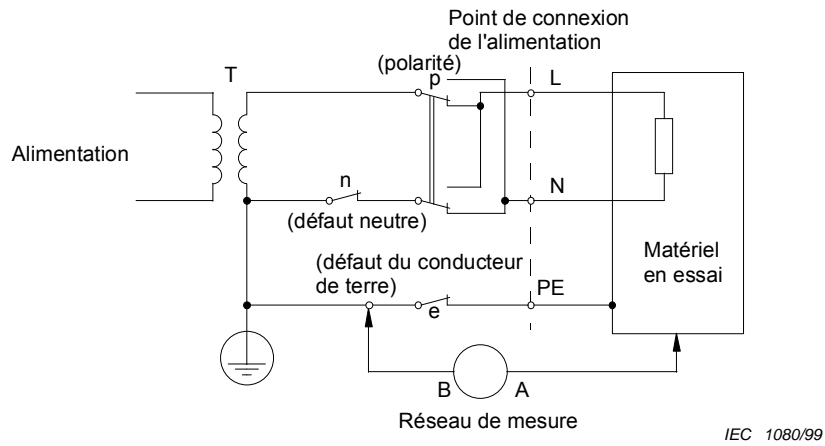 Point de connexion
de l'alimentation
(polarité)
T
p
L
Alimentation
n
N
(défaut neutre)
Matériel
en essai
(défaut du conducteur
de terre)
e
PE
B
A
Réseau de mesure
IEC 1080/99